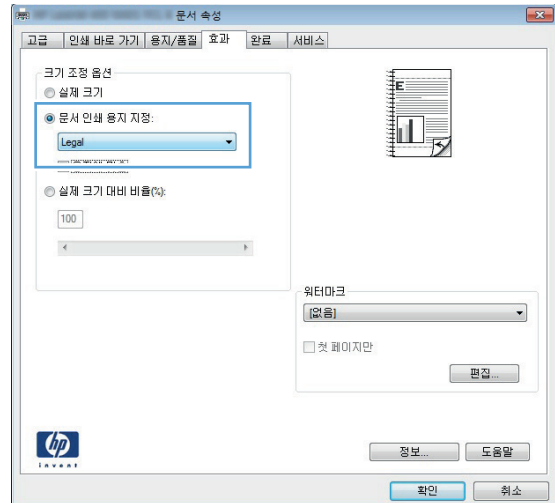 문서 속성
고급 인쇄 바로 가기 용지/품질 효과 완료 서비스
크기 조정 옵션
실제 크기
문서 인쇄 용지 지정:
Legal
실제 크기 대비 비율(%):
100
워터마크
[없음]
첫 페이지만
편집...
hp
invent
정보... 도움말
확인 취소